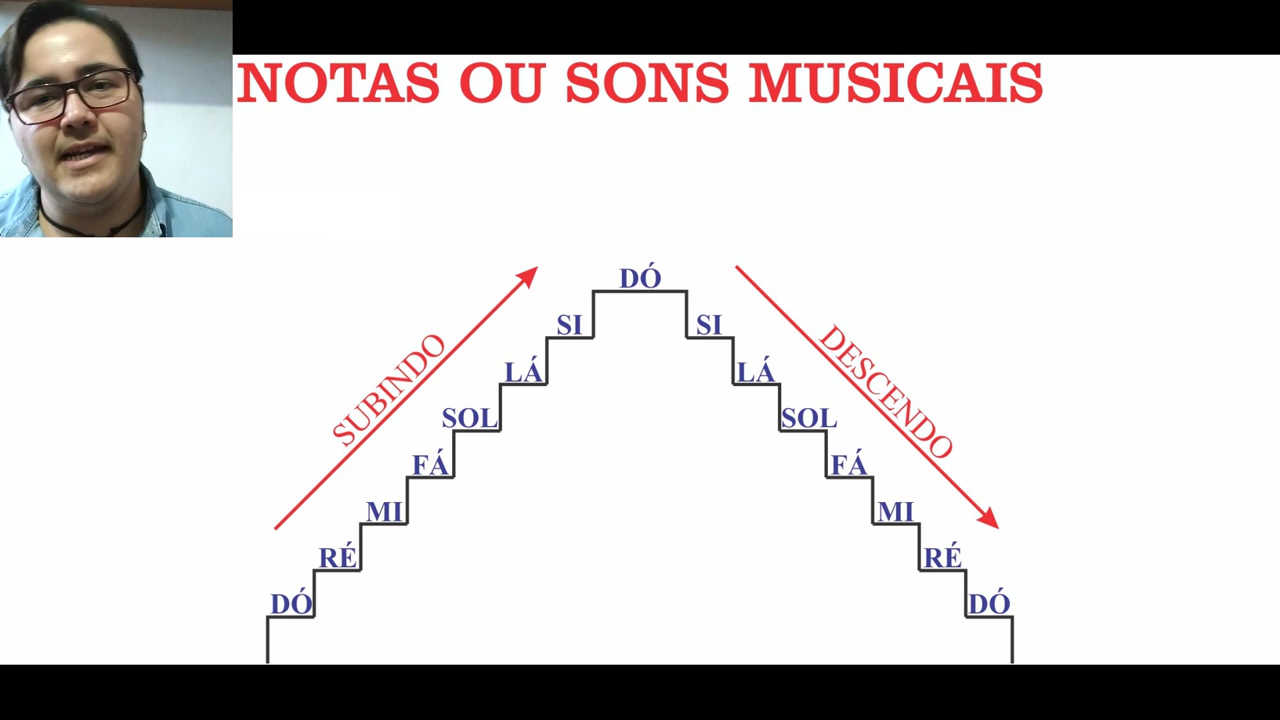 NOTAS OU SONS MUSICAIS
SUBINDO
DÓ
RÉ
MI
FÁ
SOL
LÁ
SI
DÓ
DESCENDO
SI
LÁ
SOL
FÁ
MI
RÉ
DÓ